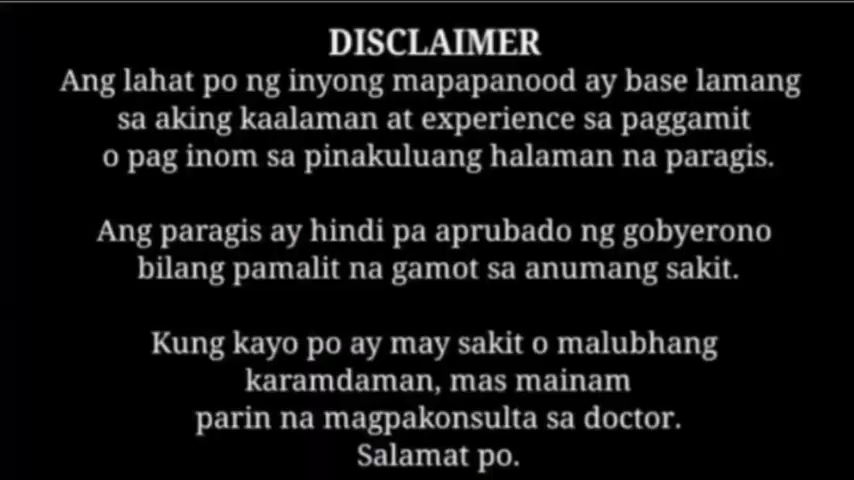 DISCLAIMER
Ang lahat po ng inyong mapapanood ay base lamang
sa aking kaalaman at experience sa paggamit
o pag inom sa pinakuluang halaman na paragis.
Ang paragis ay hindi pa aprubado ng gobyerono
bilang pamalit na gamot sa anumang sakit.
Kung kayo po ay may sakit o malubhang
karamdaman, mas mainam
parin na magpakonsulta sa doctor.
Salamat po.